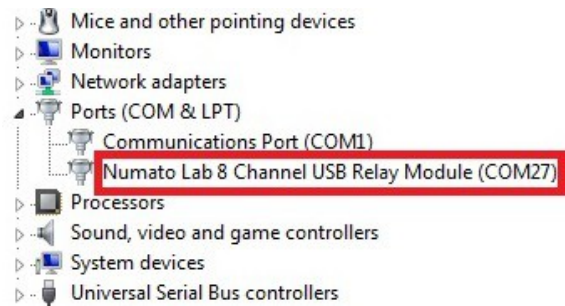 Mice and other pointing devices
Monitors
Network adapters
Ports (COM & LPT)
Communications Port (COM1)
Numato Lab 8 Channel USB Relay Module (COM27)
Processors
Sound, video and game controllers
System devices
Universal Serial Bus controllers